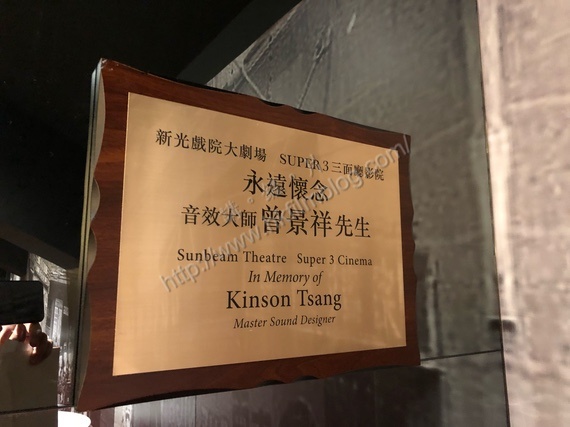 新光戲院大劇場 SUPER 3 三面廳影院
永遠懷念
音效大師 曾景祥 先生
Sunbeam Theatre Super 3 Cinema
In Memory of
Kinson Tsang
Master Sound Designer